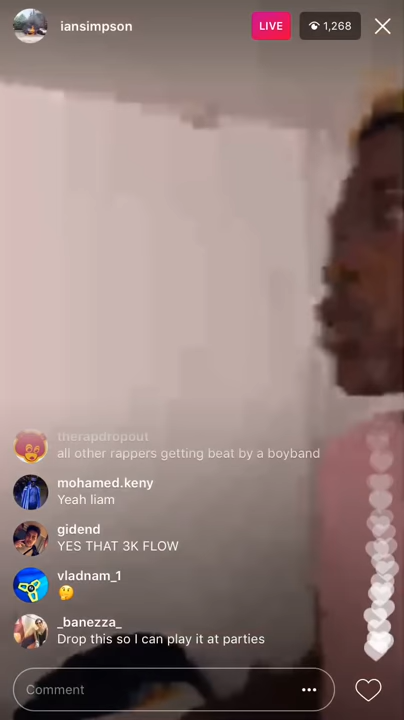 iansimpson
LIVE
1,268
therapdropout
all other rappers getting beat by a boyband
mohamed.keny
Yeah liam
gidend
YES THAT 3K FLOW
vladnam_1
🤔
_banezza_
Drop this so I can play it at parties
Comment